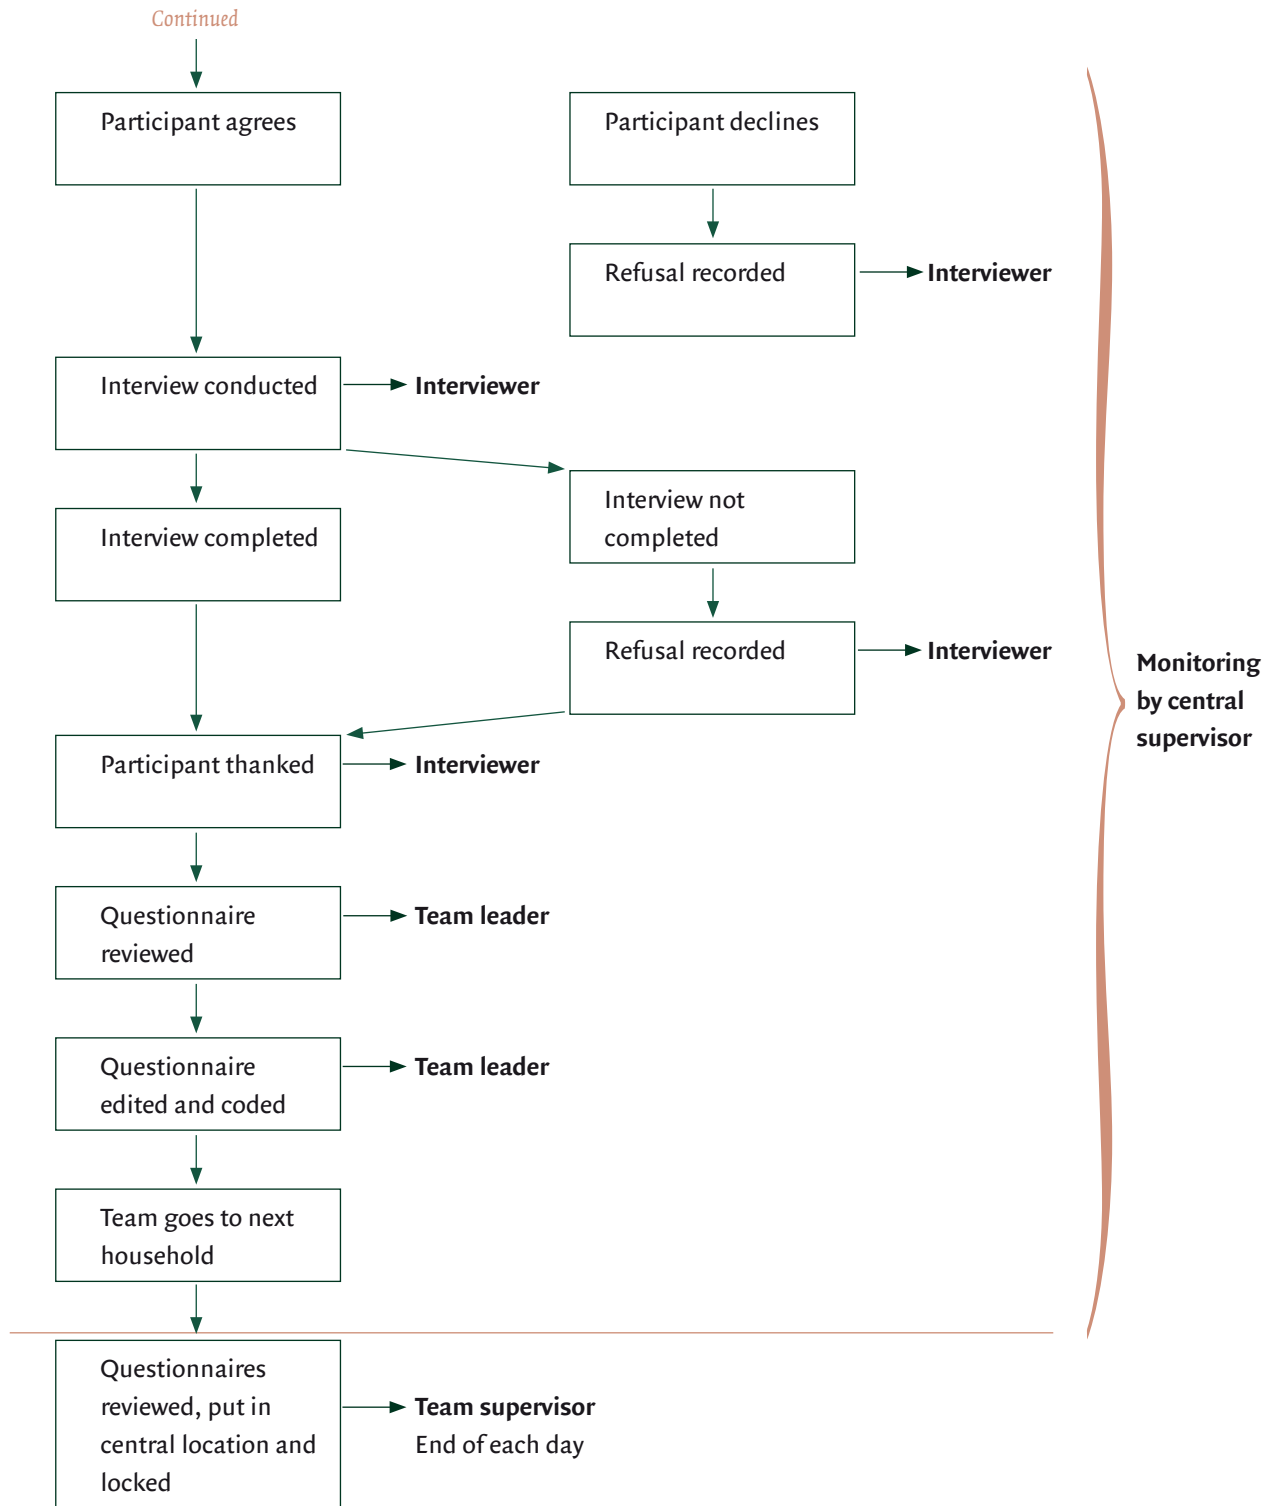 Continued
Participant agrees
Participant declines
Refusal recorded
Interviewer
Interview conducted
Interviewer
Interview not
completed
Interview completed
Refusal recorded
Interviewer
Monitoring
by central
supervisor
Participant thanked
Interviewer
Questionnaire
reviewed
Team leader
Questionnaire
edited and coded
Team leader
Team goes to next
household
Questionnaires
reviewed, put in
central location and
locked
Team supervisor
End of each day